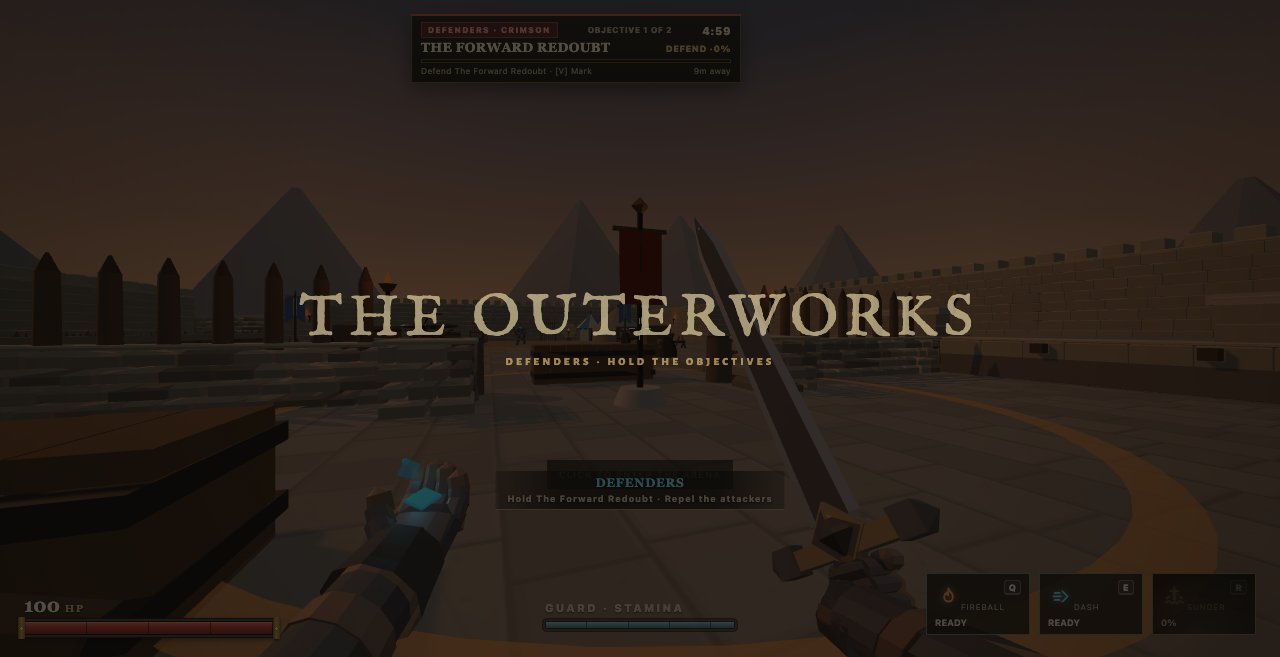 DEFENDERS · CRIMSON
OBJECTIVE 1 OF 2
4:59
THE FORWARD REDOUBT
DEFEND · 0%
Defend The Forward Redoubt · [V] Mark
9m away
THE OUTERWORKS
DEFENDERS · HOLD THE OBJECTIVES
DEFENDERS
Hold The Forward Redoubt · Repel the attackers
100 HP
GUARD · STAMINA
Q
FIREBALL
READY
E
DASH
READY
R
SUNDER
0%